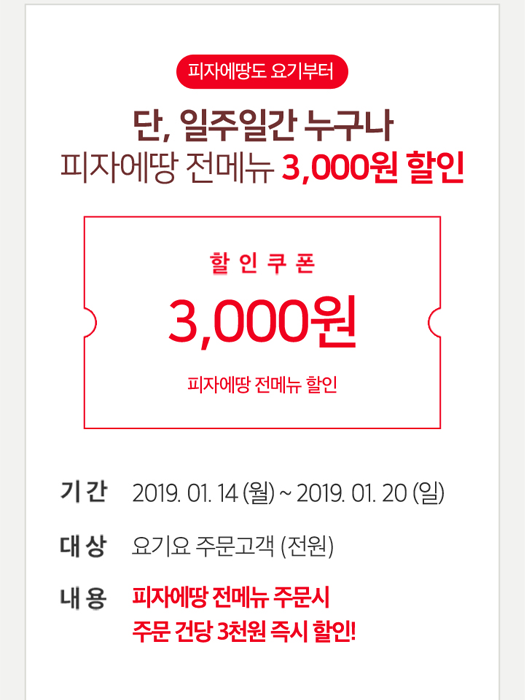 피자에땅도 요기부터
단, 일주일간 누구나
피자에땅 전메뉴 3,000원 할인
할인쿠폰
3,000원
피자에땅 전메뉴 할인
기간 2019. 01. 14 (월) ~ 2019. 01. 20 (일)
대상 요기요 주문고객 (전원)
내용 피자에땅 전메뉴 주문시
주문 건당 3천원 즉시 할인!